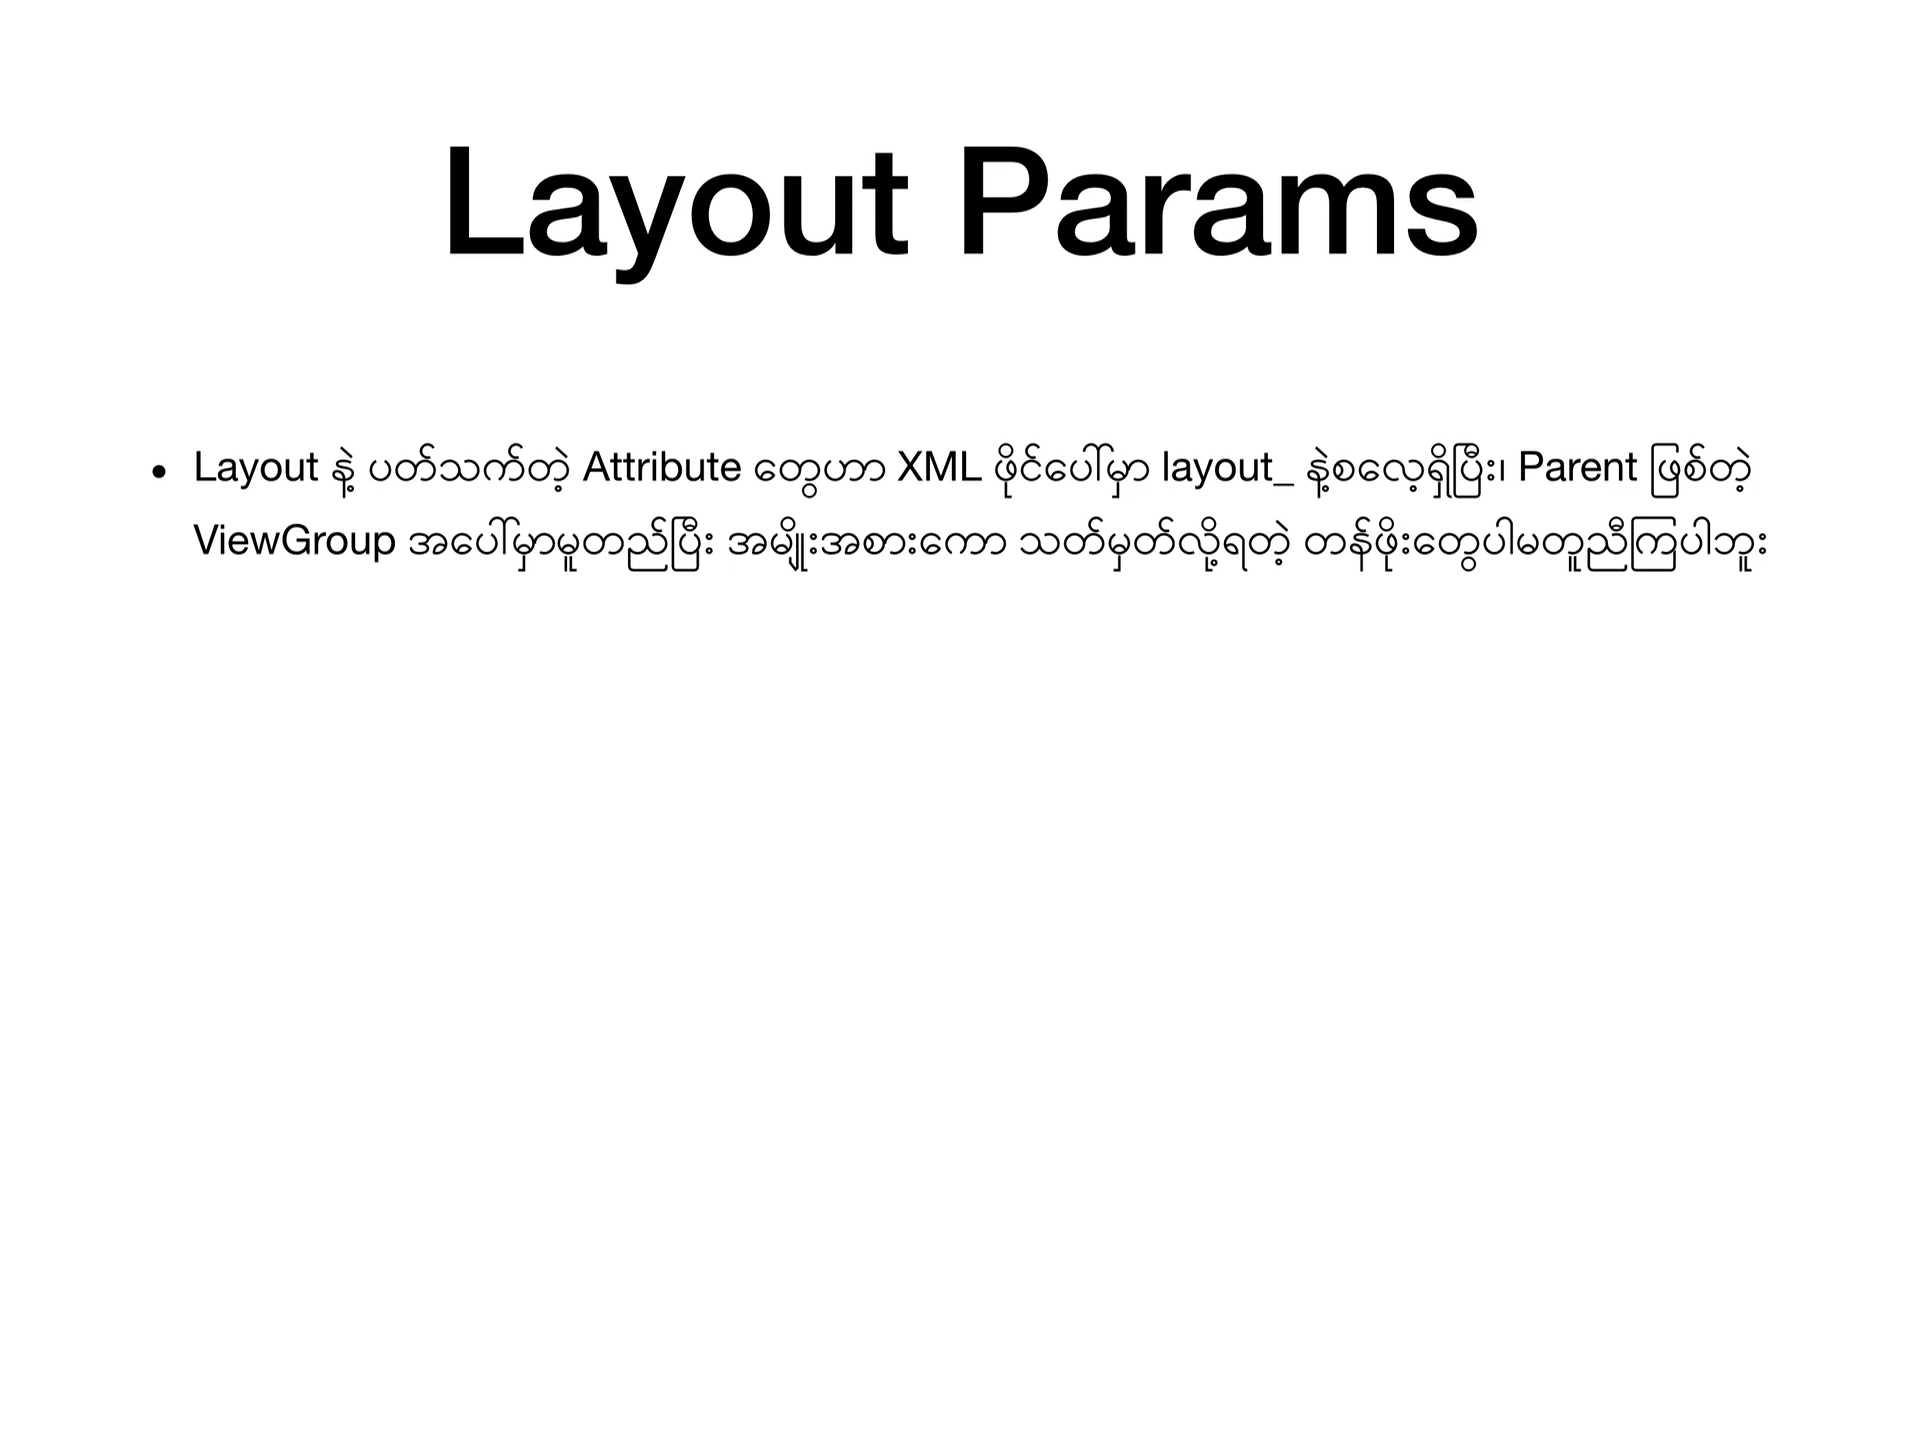 Layout Params
• Layout နဲ့ ပတ်သက်တဲ့ Attribute တွေဟာ XML ဖိုင်ပေါ်မှာ layout_ နဲ့စလေ့ရှိပြီး၊ Parent ဖြစ်တဲ့
ViewGroup အပေါ်မှာမူတည်ပြီး အမျိုးအစားကော သတ်မှတ်လို့ရတဲ့ တန်ဖိုးတွေပါမတူညီကြပါဘူး